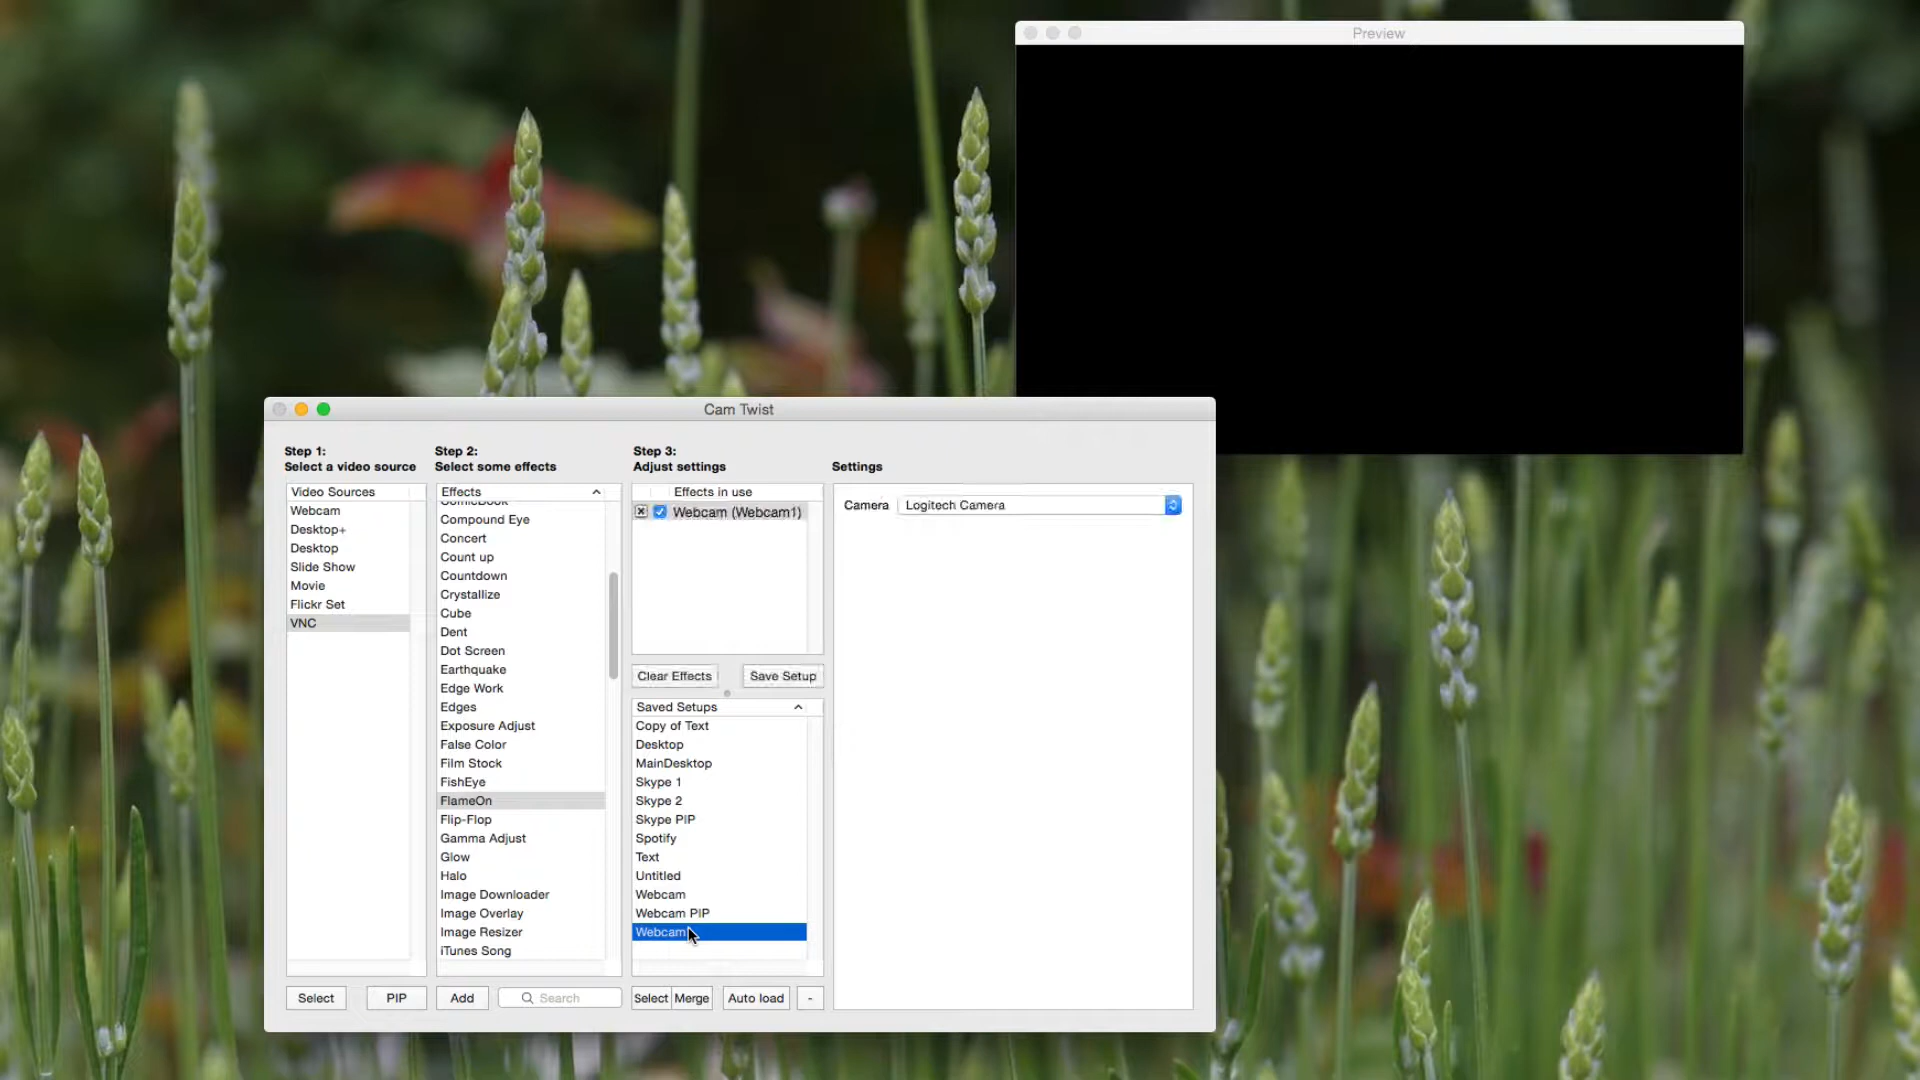 Preview
Cam Twist
Step 1:
Select a video source
Step 2:
Select some effects
Step 3:
Adjust settings
Settings
Video Sources
Webcam
Desktop+
Desktop
Slide Show
Movie
Flickr Set
VNC
Select
PIP
Effects
ComicBook
Compound Eye
Concert
Count up
Countdown
Crystallize
Cube
Dent
Dot Screen
Earthquake
Edge Work
Edges
Exposure Adjust
False Color
Film Stock
FishEye
FlameOn
Flip-Flop
Gamma Adjust
Glow
Halo
Image Downloader
Image Overlay
Image Resizer
iTunes Song
Add
Search
Effects in use
Webcam (Webcam1)
Clear Effects
Save Setup
Saved Setups
Copy of Text
Desktop
MainDesktop
Skype 1
Skype 2
Skype PIP
Spotify
Text
Untitled
Webcam
Webcam PIP
Webcam
Select
Merge
Auto load
-
Camera
Logitech Camera